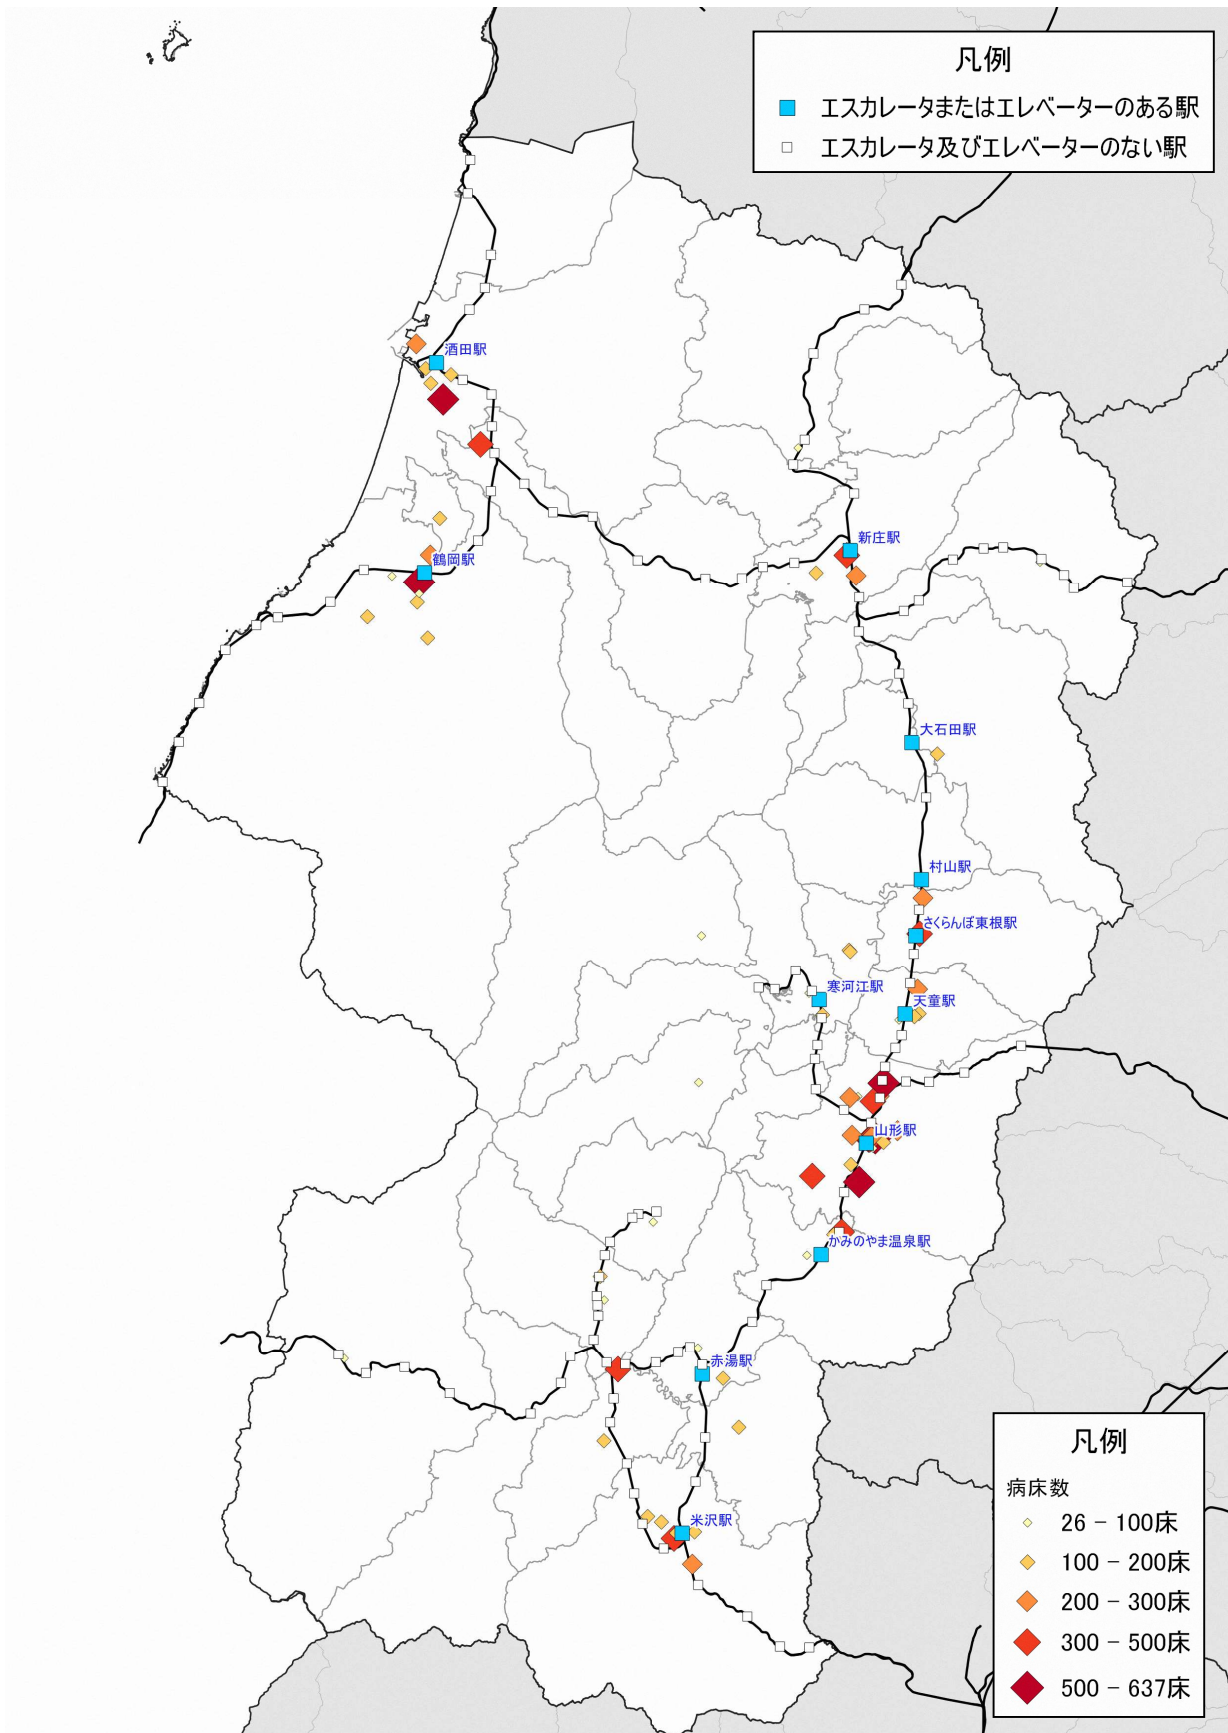 凡例
エスカレータまたはエレベーターのある駅
エスカレータ及びエレベーターのない駅
酒田駅
新庄駅
鶴岡駅
大石田駅
村山駅
さくらんぼ東根駅
寒河江駅
天童駅
山形駅
かみのやま温泉駅
赤湯駅
米沢駅
凡例
病床数
26 - 100床
100 - 200床
200 - 300床
300 - 500床
500 - 637床